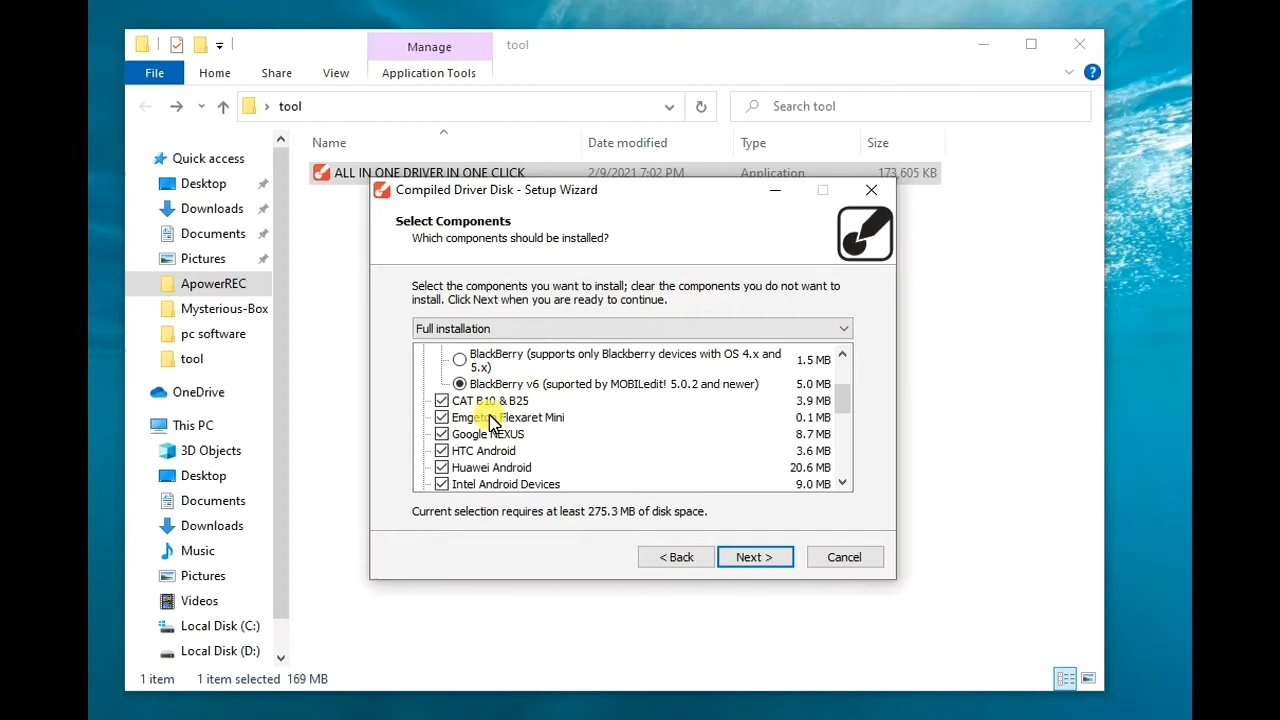 Manage
tool
File
Home
Share
View
Application Tools
?
tool
Search tool
Name
Date modified
Type
Size
Quick access
Desktop
Downloads
Documents
Pictures
ApowerREC
Mysterious-Box
pc software
tool
OneDrive
This PC
3D Objects
Desktop
Documents
Downloads
Music
Pictures
Videos
Local Disk (C:)
Local Disk (D:)
ALL IN ONE DRIVER IN ONE CLICK
2/9/2021 7:02 PM
Application
173,605 KB
Compiled Driver Disk - Setup Wizard
Select Components
Which components should be installed?
Select the components you want to install; clear the components you do not want to
install. Click Next when you are ready to continue.
Full installation
BlackBerry (supports only Blackberry devices with OS 4.x and
5.x)
1.5 MB
BlackBerry v6 (suported by MOBILedit! 5.0.2 and newer)
5.0 MB
CAT B10 & B25
3.9 MB
Emgeton Flexaret Mini
0.1 MB
Google NEXUS
8.7 MB
HTC Android
3.6 MB
Huawei Android
20.6 MB
Intel Android Devices
9.0 MB
Current selection requires at least 275.3 MB of disk space.
< Back
Next >
Cancel
1 item
1 item selected
169 MB